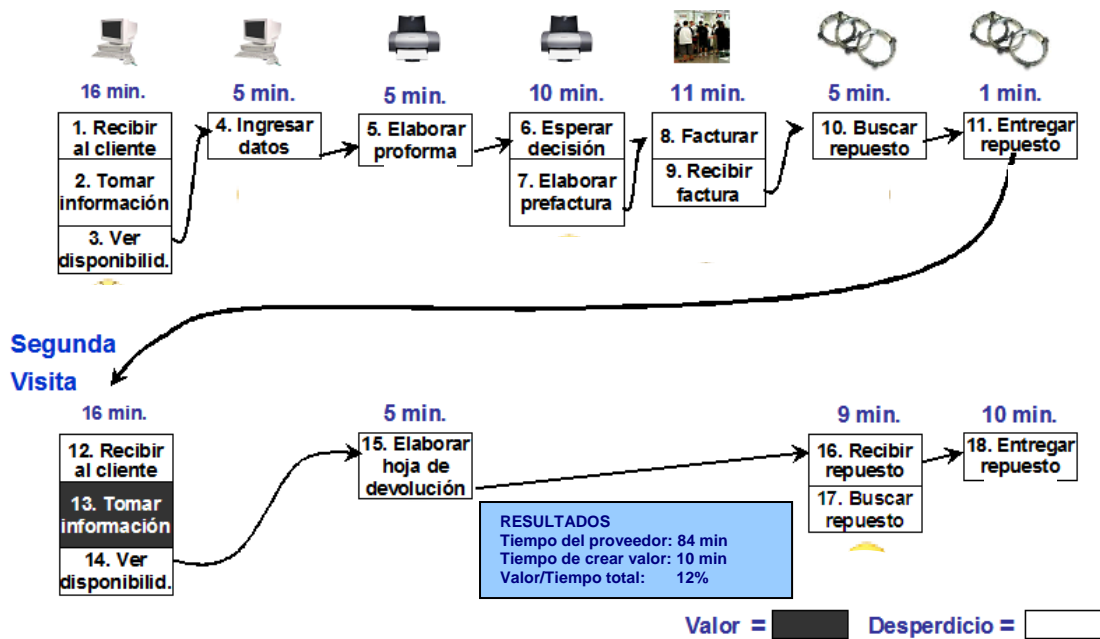 16 min.
5 min.
5 min.
10 min.
11 min.
5 min.
1 min.
1. Recibir
al cliente
2. Tomar
información
3. Ver
disponibilid.
4. Ingresar
datos
5. Elaborar
proforma
6. Esperar
decisión
7. Elaborar
prefactura
8. Facturar
9. Recibir
factura
10. Buscar
repuesto
11. Entregar
repuesto
Segunda
Visita
16 min.
5 min.
9 min.
10 min.
12. Recibir
al cliente
13. Tomar
información
14. Ver
disponibilid.
15. Elaborar
hoja de
devolución
16. Recibir
repuesto
17. Buscar
repuesto
18. Entregar
repuesto
RESULTADOS
Tiempo del proveedor: 84 min
Tiempo de crear valor: 10 min
Valor/Tiempo total: 12%
Valor = Desperdicio =